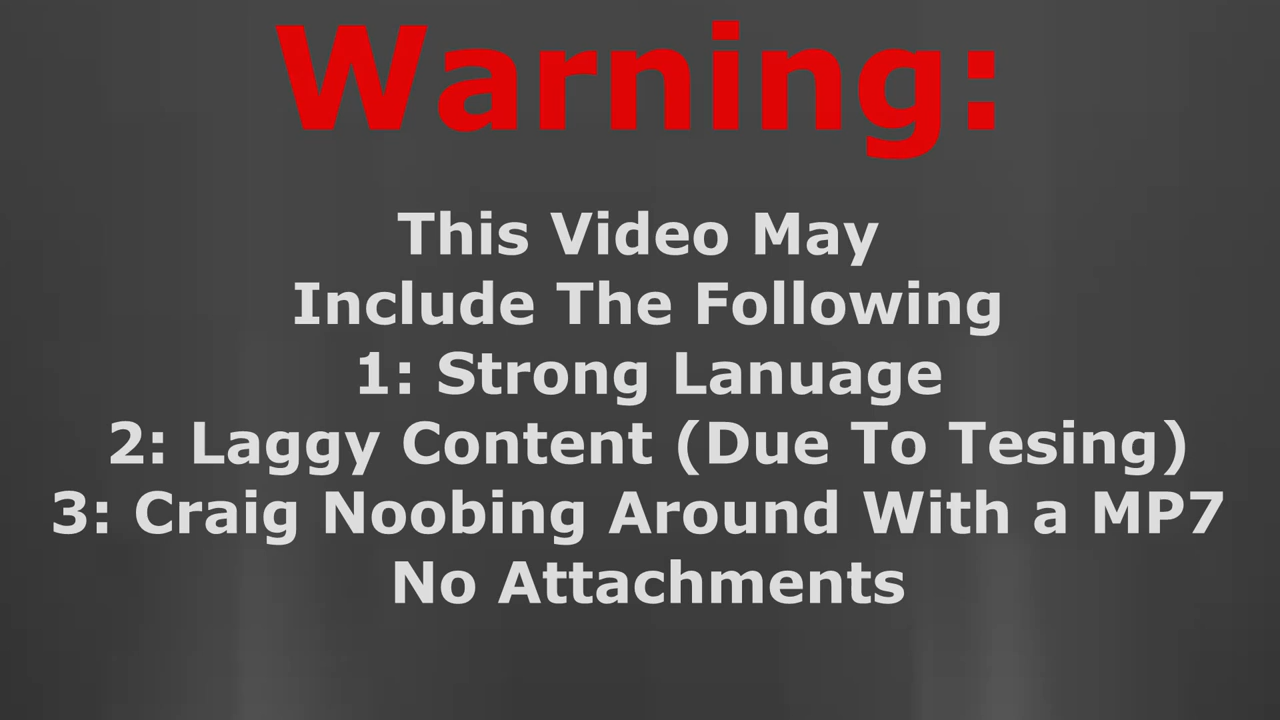 Warning:
This Video May
Include The Following
1: Strong Lanuage
2: Laggy Content (Due To Tesing)
3: Craig Noobing Around With a MP7
No Attachments